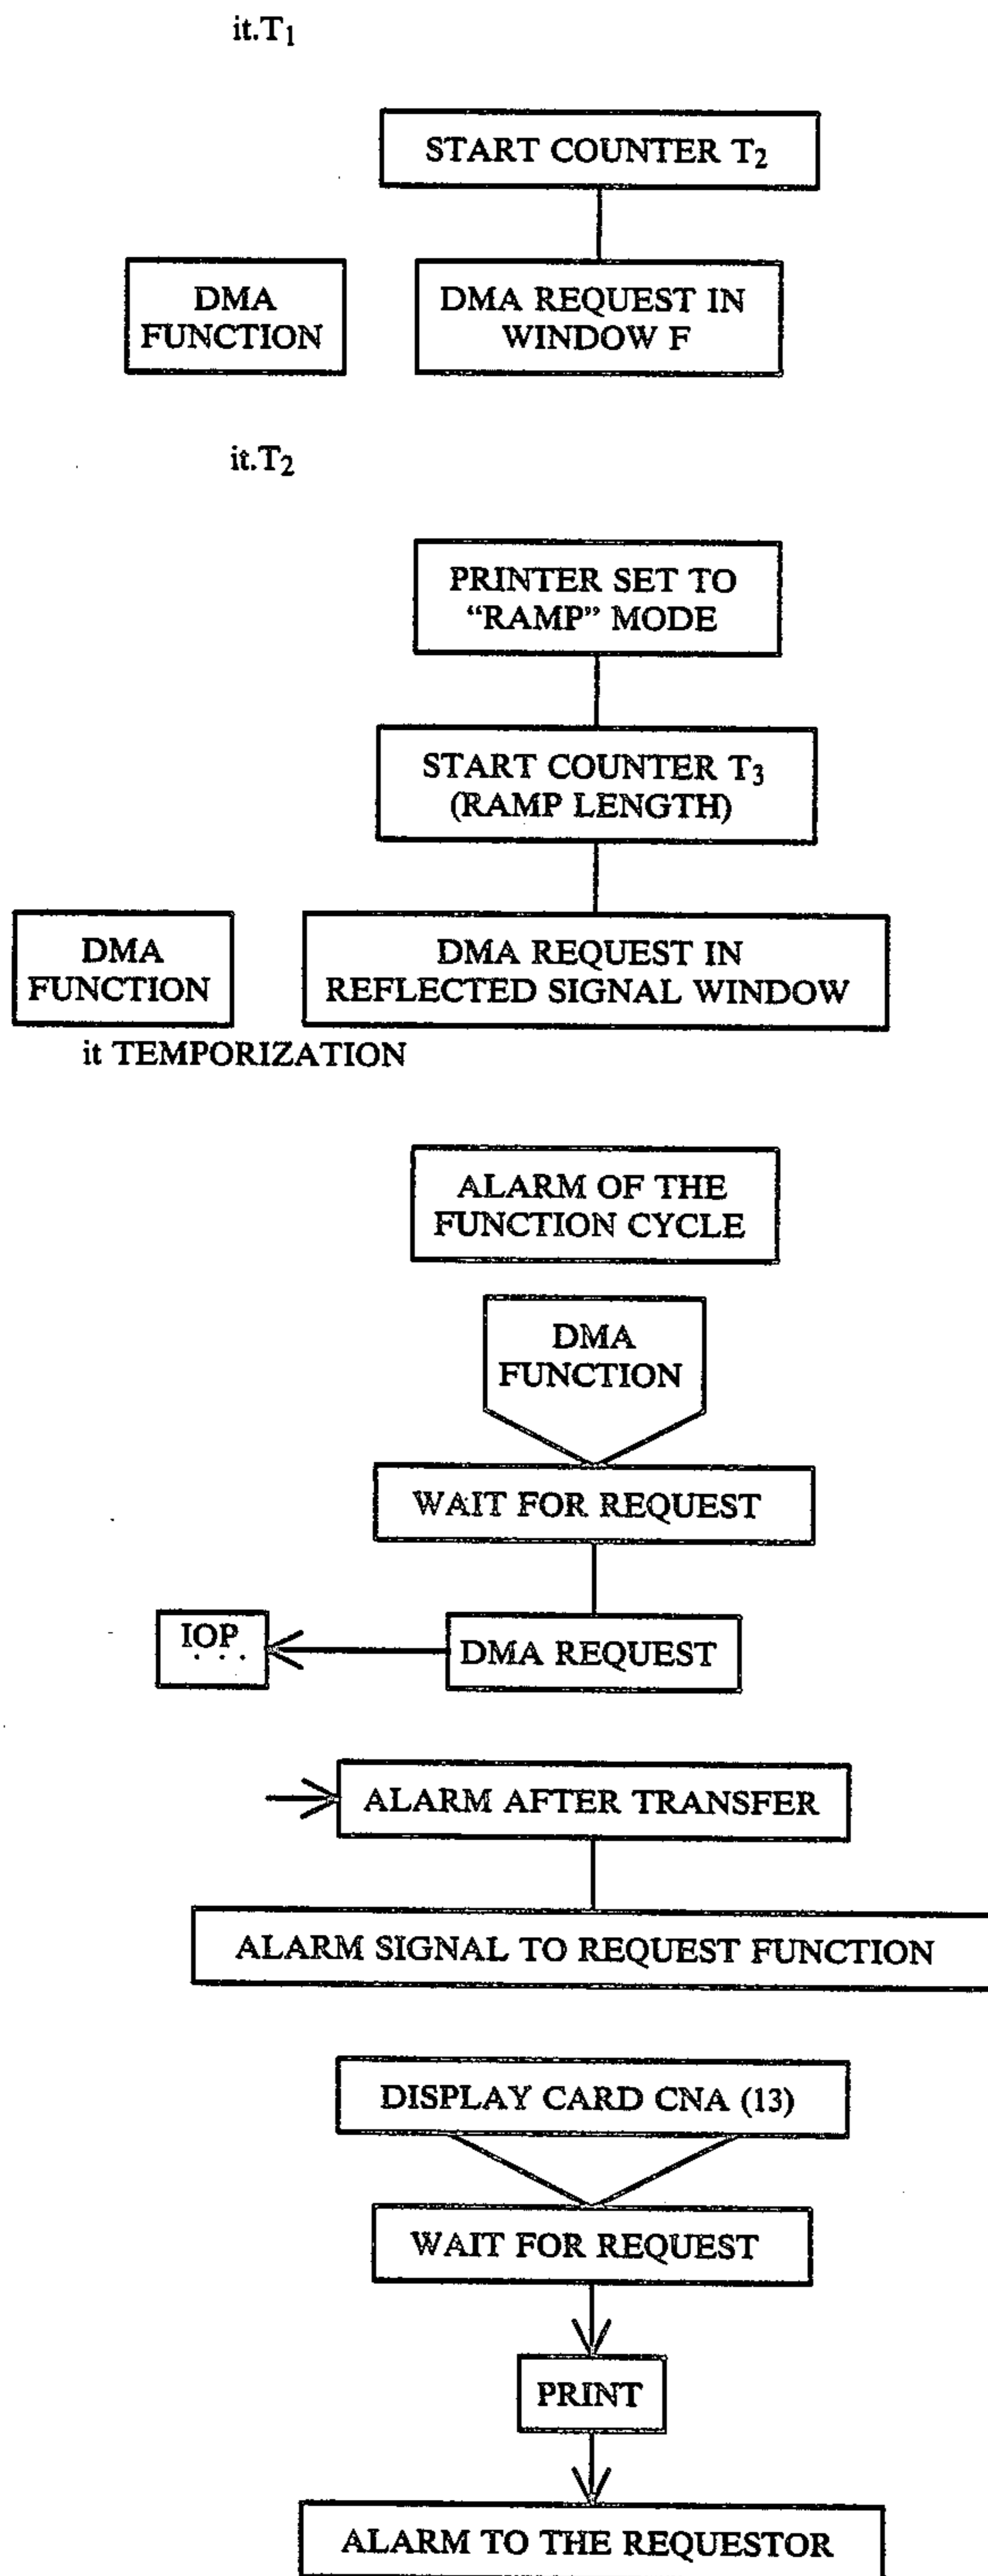 it.T₁
START COUNTER T₂
DMA
FUNCTION
DMA REQUEST IN
WINDOW F
it.T₂
PRINTER SET TO
“RAMP” MODE
START COUNTER T₃
(RAMP LENGTH)
DMA
FUNCTION
DMA REQUEST IN
REFLECTED SIGNAL WINDOW
it TEMPORIZATION
ALARM OF THE
FUNCTION CYCLE
DMA
FUNCTION
WAIT FOR REQUEST
IOP
. . .
DMA REQUEST
ALARM AFTER TRANSFER
ALARM SIGNAL TO REQUEST FUNCTION
DISPLAY CARD CNA (13)
WAIT FOR REQUEST
PRINT
ALARM TO THE REQUESTOR